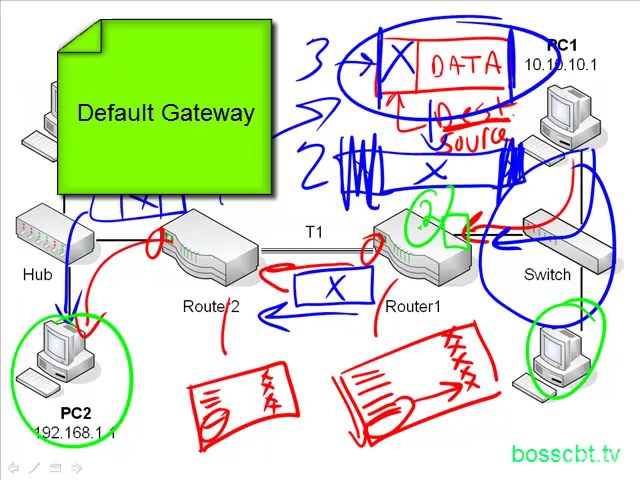 Default Gateway
3
X
DATA
Dest.
source
PC1
10.10.10.1
2
X
X
T1
2
Hub
Router2
X
Router1
Switch
X
X
X
X
X
X
X
PC2
192.168.1.1
bosscbt.tv